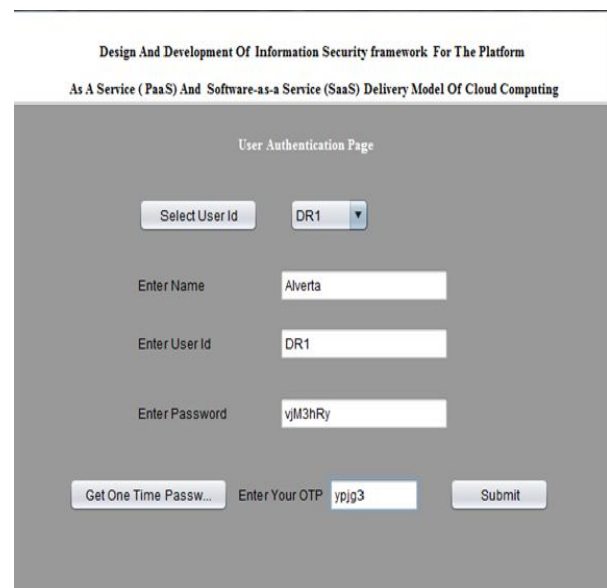 Design And Development Of Information Security framework For The Platform
As A Service ( PaaS) And Software-as-a Service (SaaS) Delivery Model Of Cloud Computing
User Authentication Page
Select User Id DR1
Enter Name Alverta
Enter User Id DR1
Enter Password vjM3hRy
Get One Time Passw... Enter Your OTP ypjg3 Submit